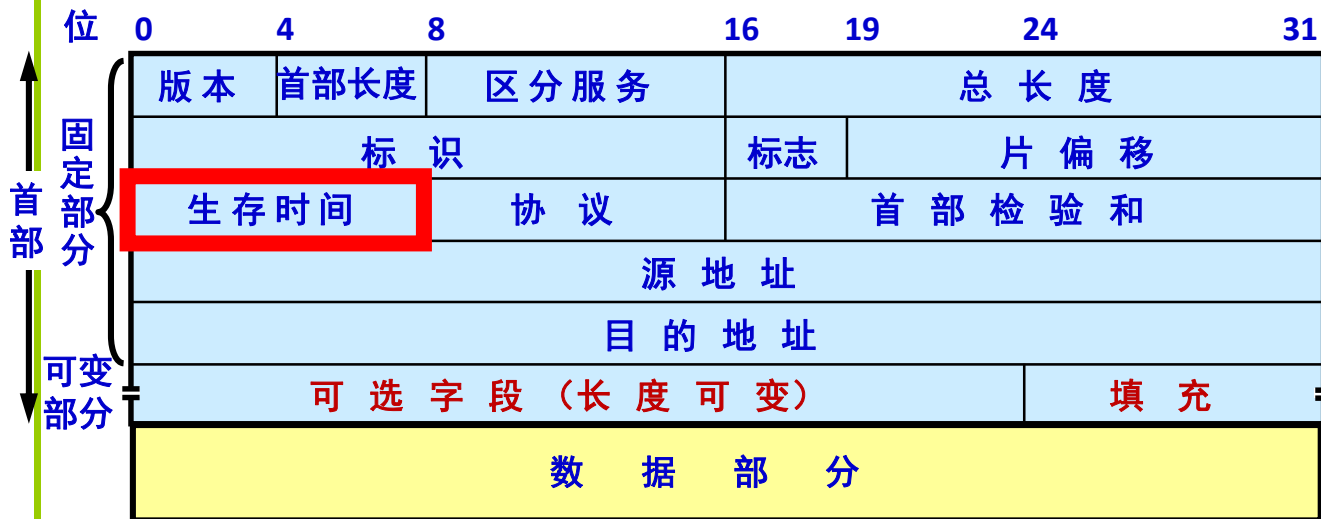 位 0 4 8 16 19 24 31
版本 首部长度 区分服务 总长度
标识 标志 片偏移
生存时间 协议 首部检验和
源地址
目的地址
可选字段（长度可变） 填充
数据部分
首部
固定部分
可变部分